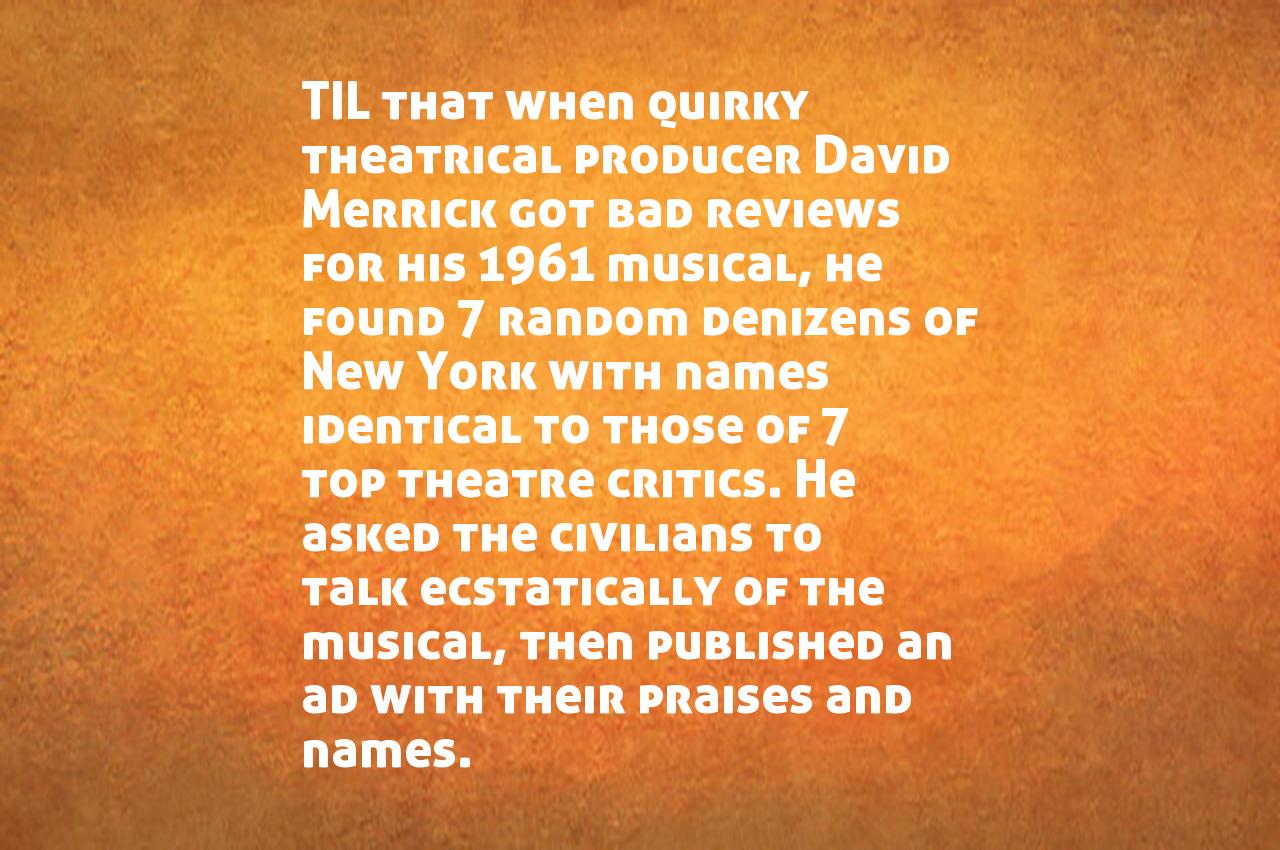 TIL that when quirky
theatrical producer David
Merrick got bad reviews
for his 1961 musical, he
found 7 random denizens of
New York with names
identical to those of 7
top theatre critics. He
asked the civilians to
talk ecstatically of the
musical, then published an
ad with their praises and
names.